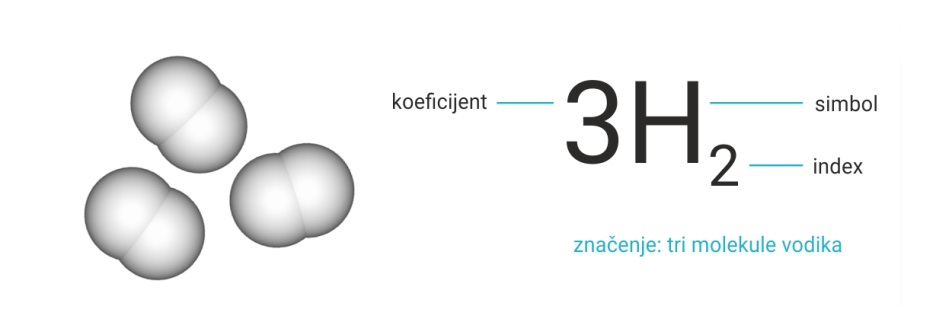 koeficijent
3H₂
simbol
index
značenje: tri molekule vodika